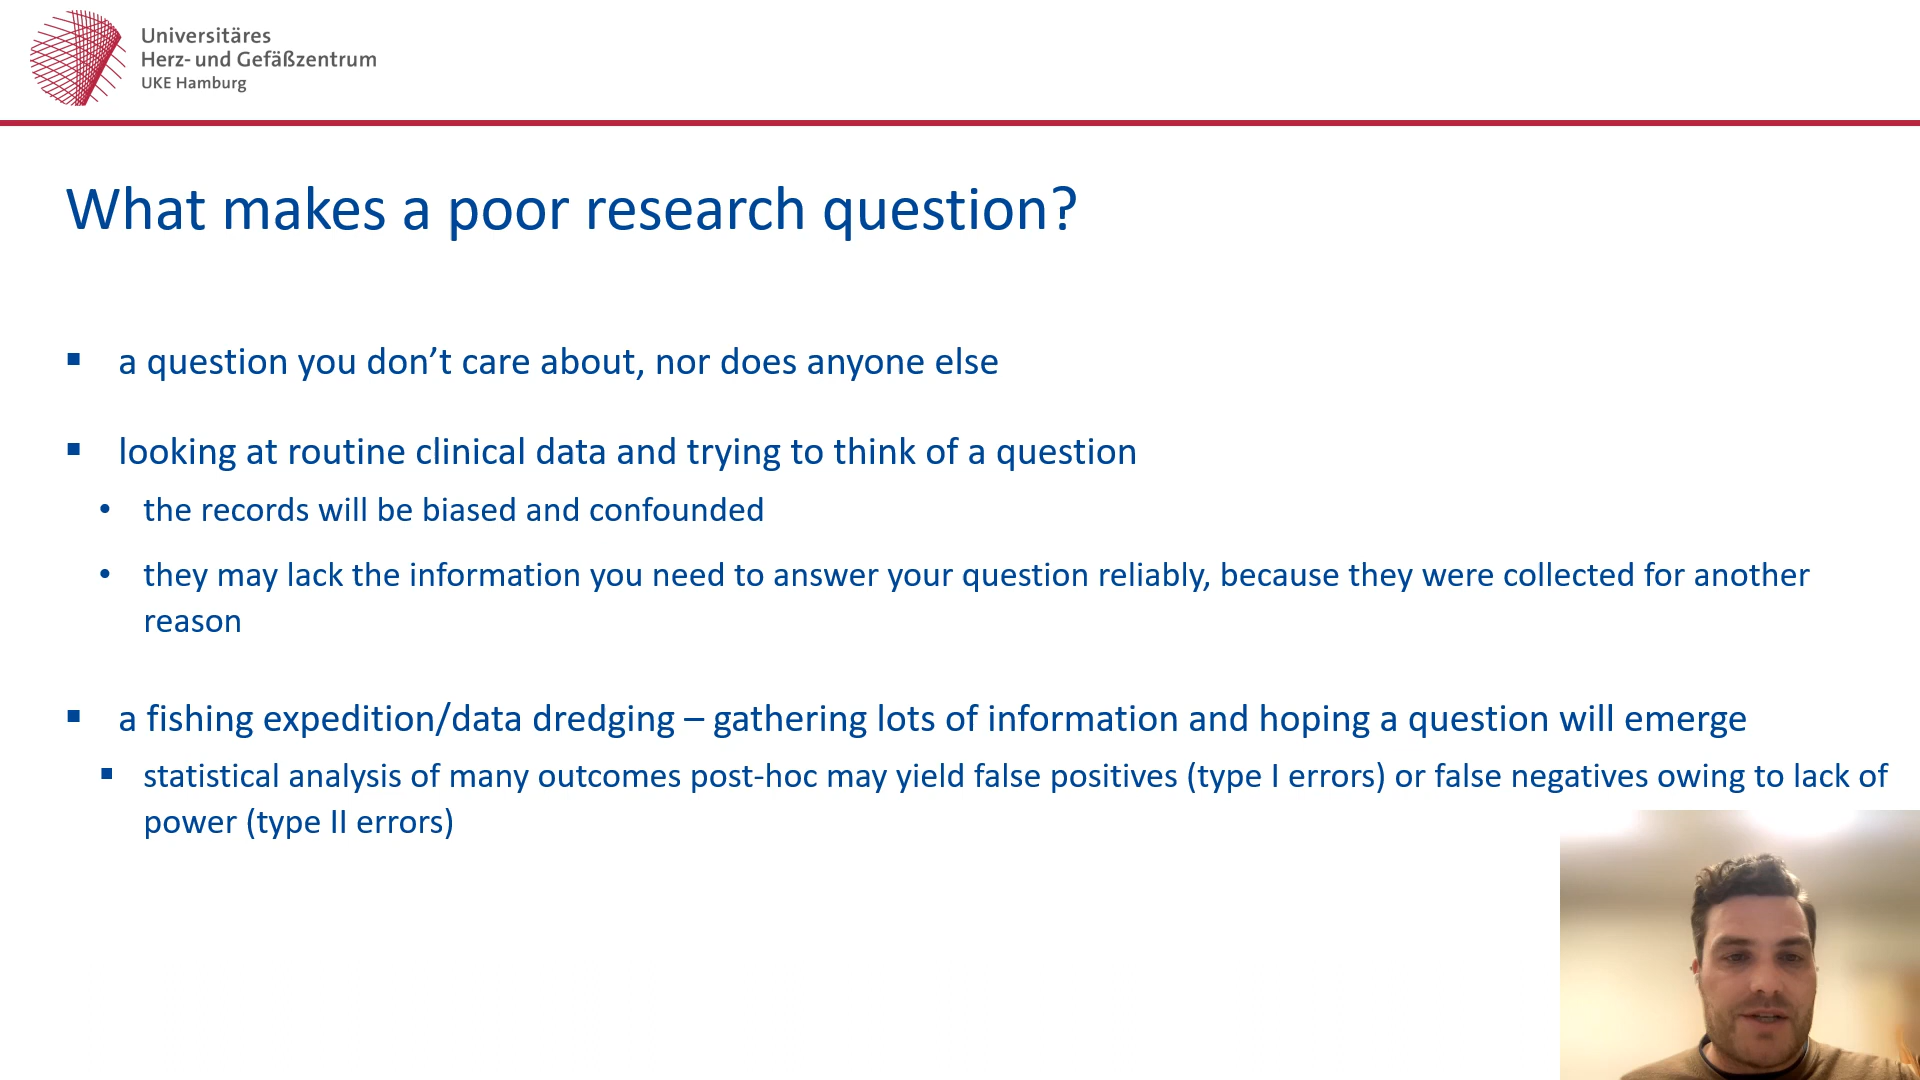 Universitäres
Herz- und Gefäßzentrum
UKE Hamburg
What makes a poor research question?
▪ a question you don’t care about, nor does anyone else
▪ looking at routine clinical data and trying to think of a question
• the records will be biased and confounded
• they may lack the information you need to answer your question reliably, because they were collected for another
reason
▪ a fishing expedition/data dredging – gathering lots of information and hoping a question will emerge
▪ statistical analysis of many outcomes post-hoc may yield false positives (type I errors) or false negatives owing to lack of
power (type II errors)